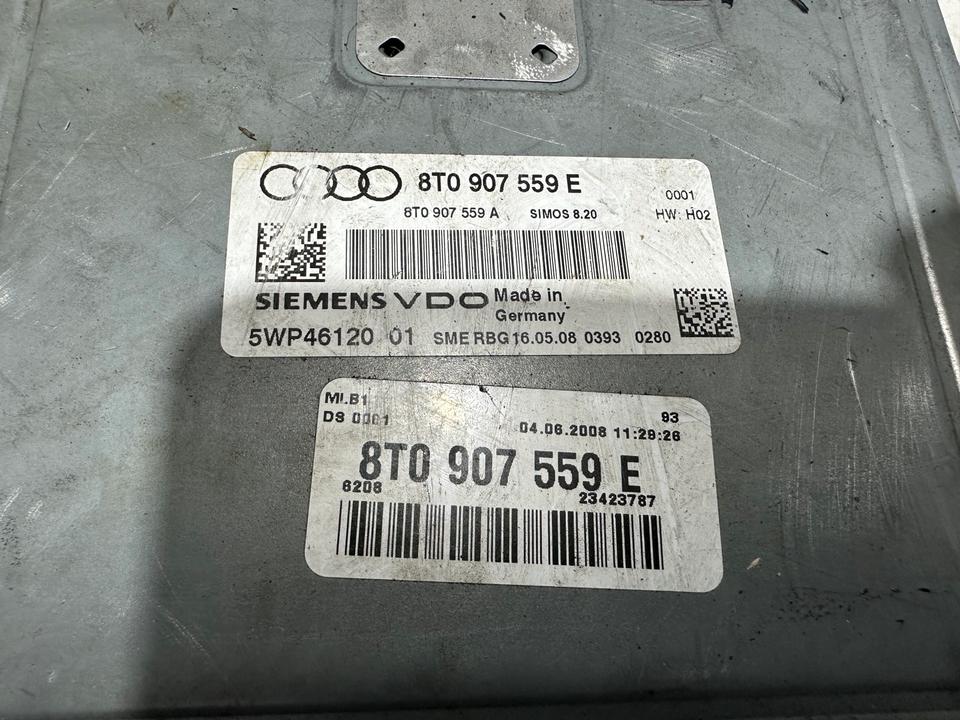 8T0 907 559 E
0001
8T0 907 559 A SIMOS 8.20 HW: H02
SIEMENS VDO Made in Germany
5WP46120 01 SME RBG 16.05.08 0393 0280
MLB1
93
DS 0001 04.06.2008 11:29:26
8T0 907 559 E
6208 23423787